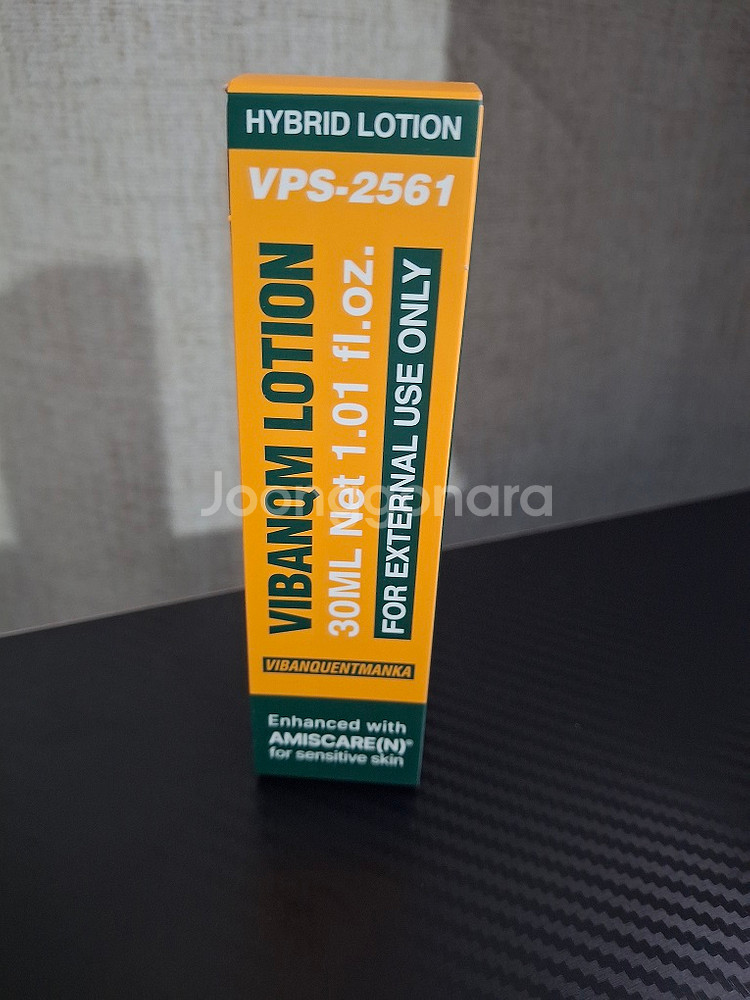 HYBRID LOTION
VPS-2561
VIBANQM LOTION
30ML Net 1.01 fl.oz.
FOR EXTERNAL USE ONLY
VIBANQUENTMANKA
Enhanced with
AMISCARE(N)®
for sensitive skin
Joonggonara